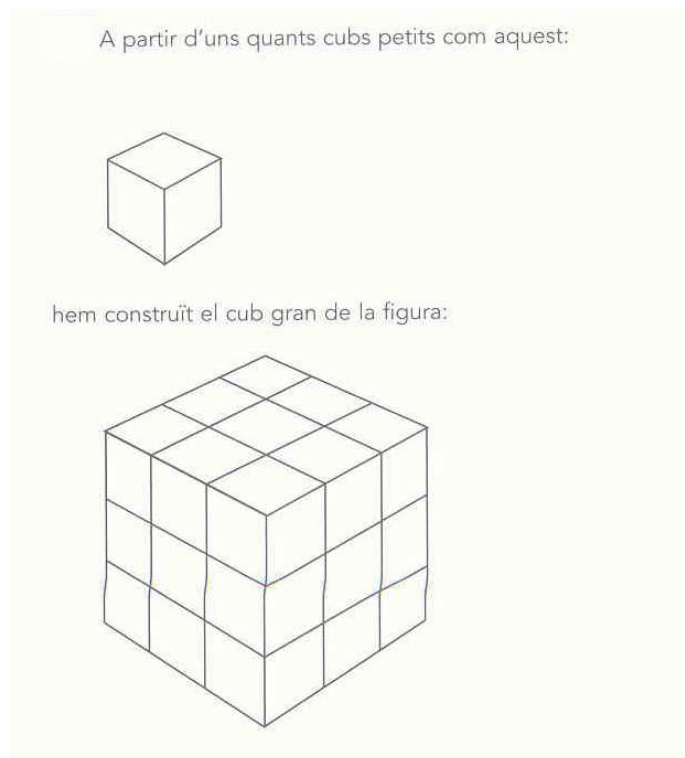 A partir d'uns quants cubs petits com aquest:
hem construït el cub gran de la figura: